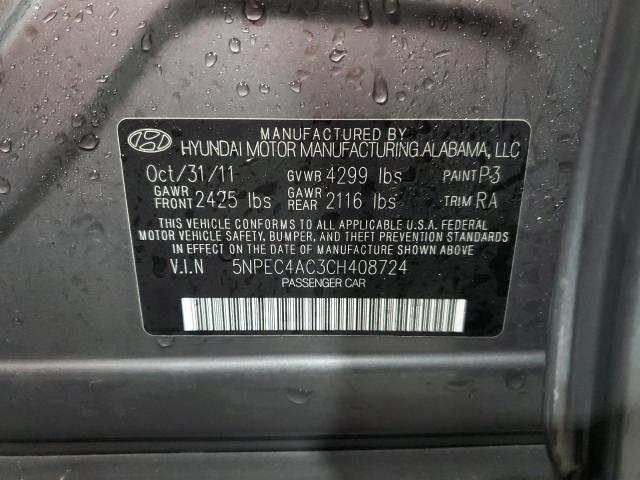 MANUFACTURED BY
HYUNDAI MOTOR MANUFACTURING ALABAMA, LLC
Oct/31/11 GVWR 4299 lbs PAINT P3
GAWR FRONT 2425 lbs GAWR REAR 2116 lbs TRIM RA
THIS VEHICLE CONFORMS TO ALL APPLICABLE U.S.A. FEDERAL
MOTOR VEHICLE SAFETY, BUMPER, AND THEFT PREVENTION
STANDARDS IN EFFECT ON THE DATE OF MANUFACTURE SHOWN ABOVE
V.I.N 5NPEC4AC3CH408724
PASSENGER CAR